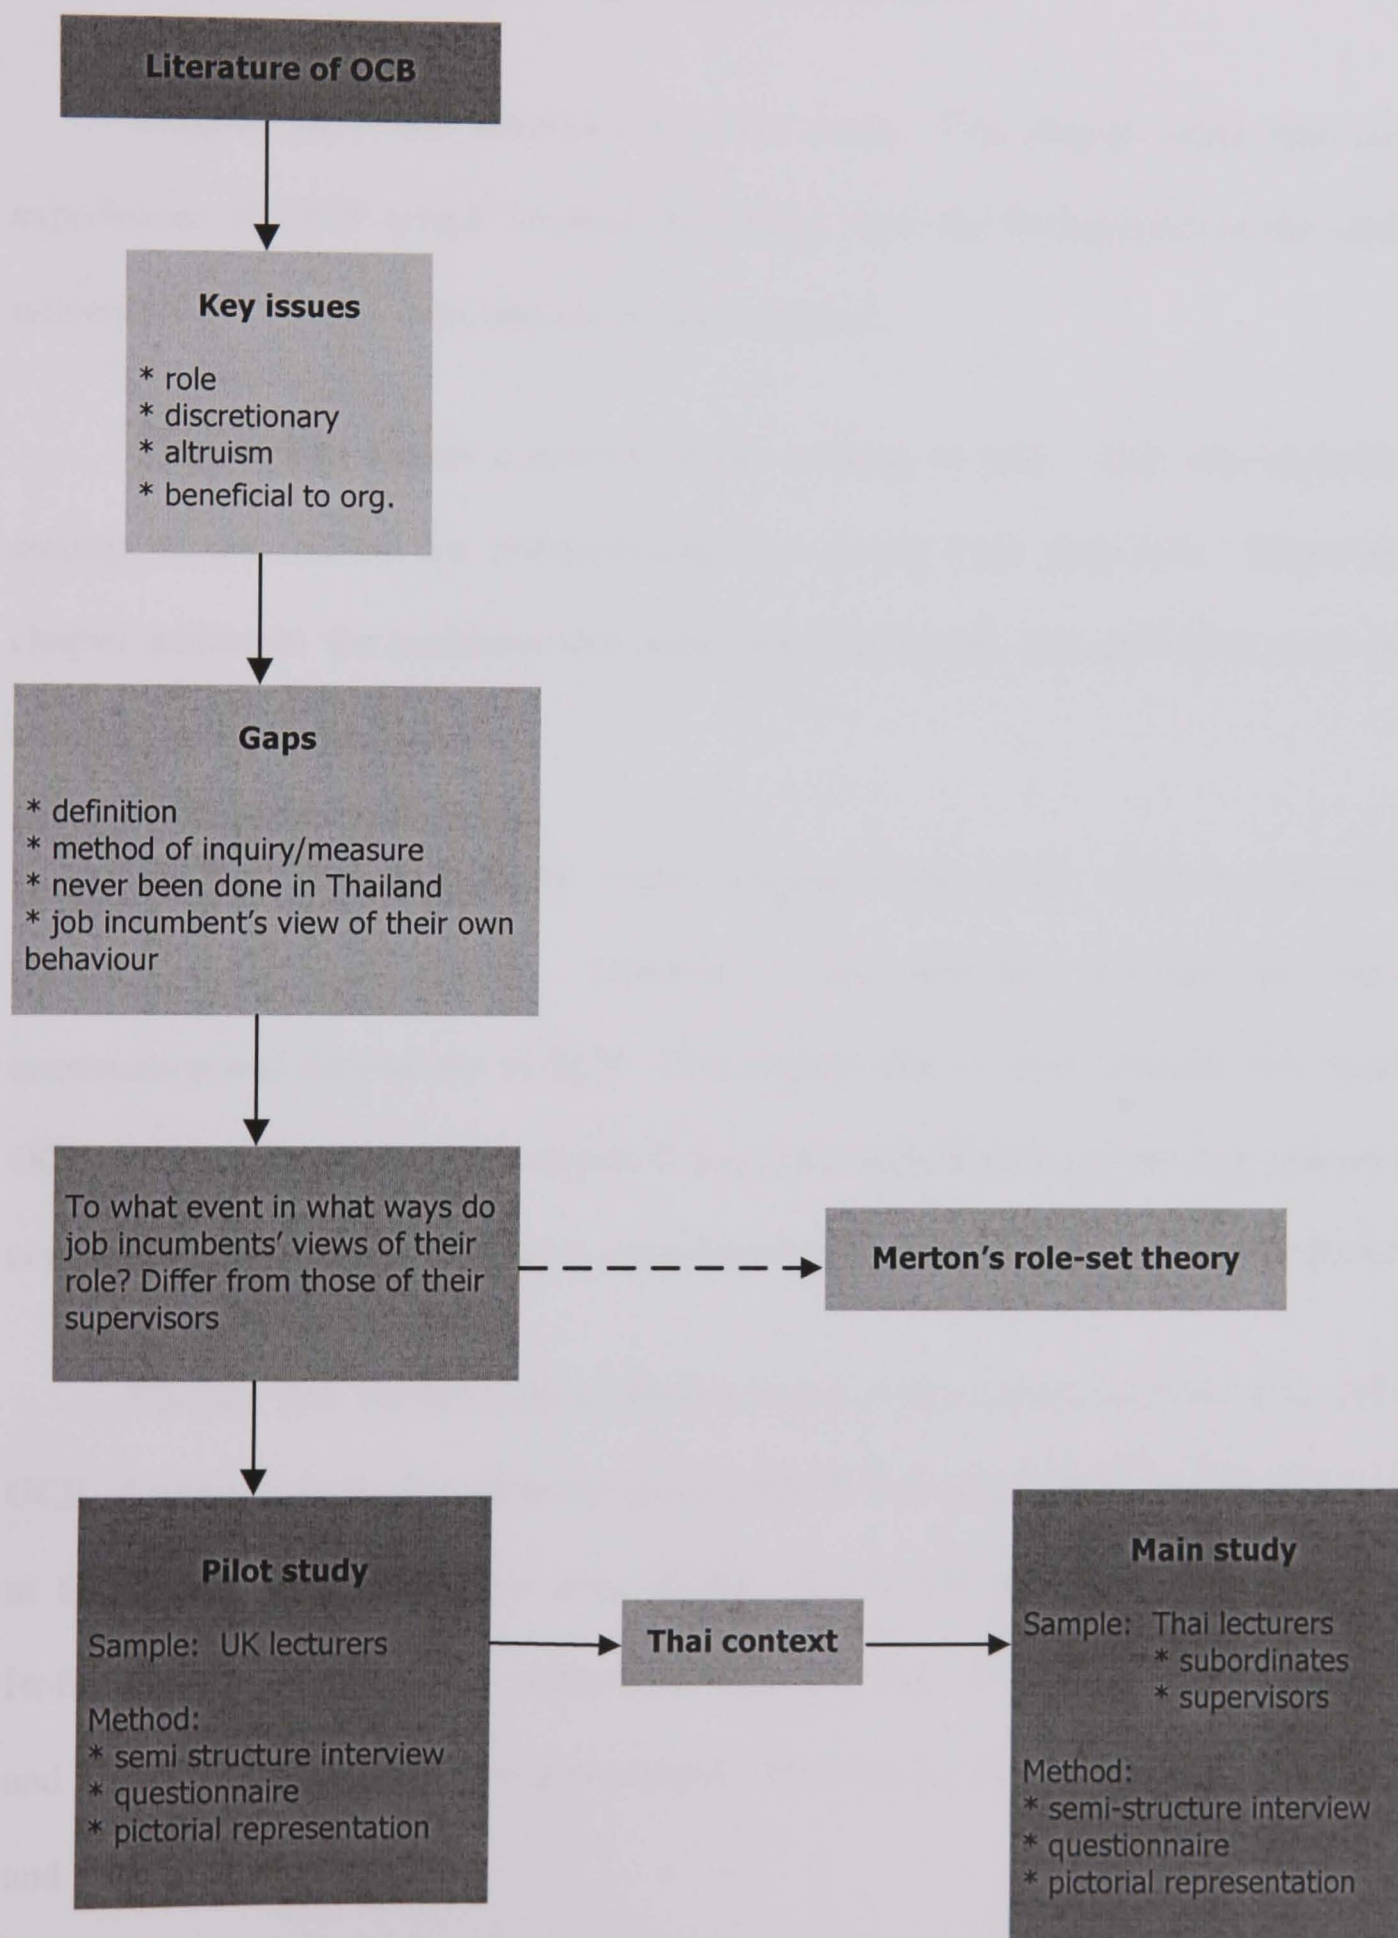 Literature of OCB
Key issues
* role
* discretionary
* altruism
* beneficial to org.
Gaps
* definition
* method of inquiry/measure
* never been done in Thailand
* job incumbent's view of their own
behaviour
To what event in what ways do
job incumbents' views of their
role? Differ from those of their
supervisors
Merton's role-set theory
Pilot study
Sample: UK lecturers
Method:
* semi structure interview
* questionnaire
* pictorial representation
Thai context
Main study
Sample: Thai lecturers
* subordinates
* supervisors
Method:
* semi-structure interview
* questionnaire
* pictorial representation